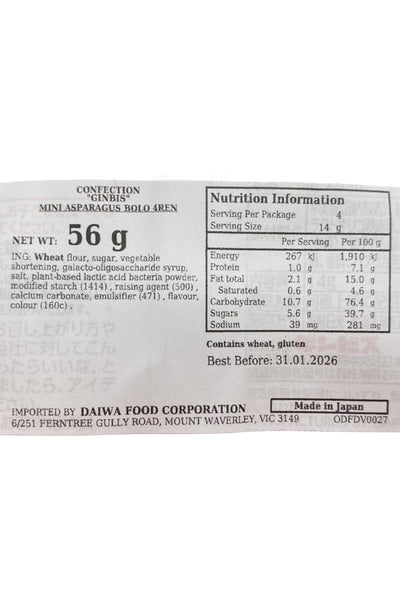 CONFECTION
"GINBIS"
MINI ASPARAGUS BOLO 4REN
NET WT: 56 g
ING: Wheat flour, sugar, vegetable
shortening, galacto-oligosaccharide syrup,
salt, plant-based lactic acid bacteria powder,
modified starch (1414) , raising agent (500) ,
calcium carbonate, emulsifier (471) , flavour,
colour (160c) .
Nutrition Information
Serving Per Package 4
Serving Size 14 g
Per Serving Per 100 g
Energy 267 kJ 1,910 kJ
Protein 1.0 g 7.1 g
Fat total 2.1 g 15.0 g
Saturated 0.6 g 4.6 g
Carbohydrate 10.7 g 76.4 g
Sugars 5.6 g 39.7 g
Sodium 39 mg 281 mg
Contains wheat, gluten
Best Before: 31.01.2026
IMPORTED BY DAIWA FOOD CORPORATION
6/251 FERNTREE GULLY ROAD, MOUNT WAVERLEY, VIC 3149
Made in Japan
ODFDV0027